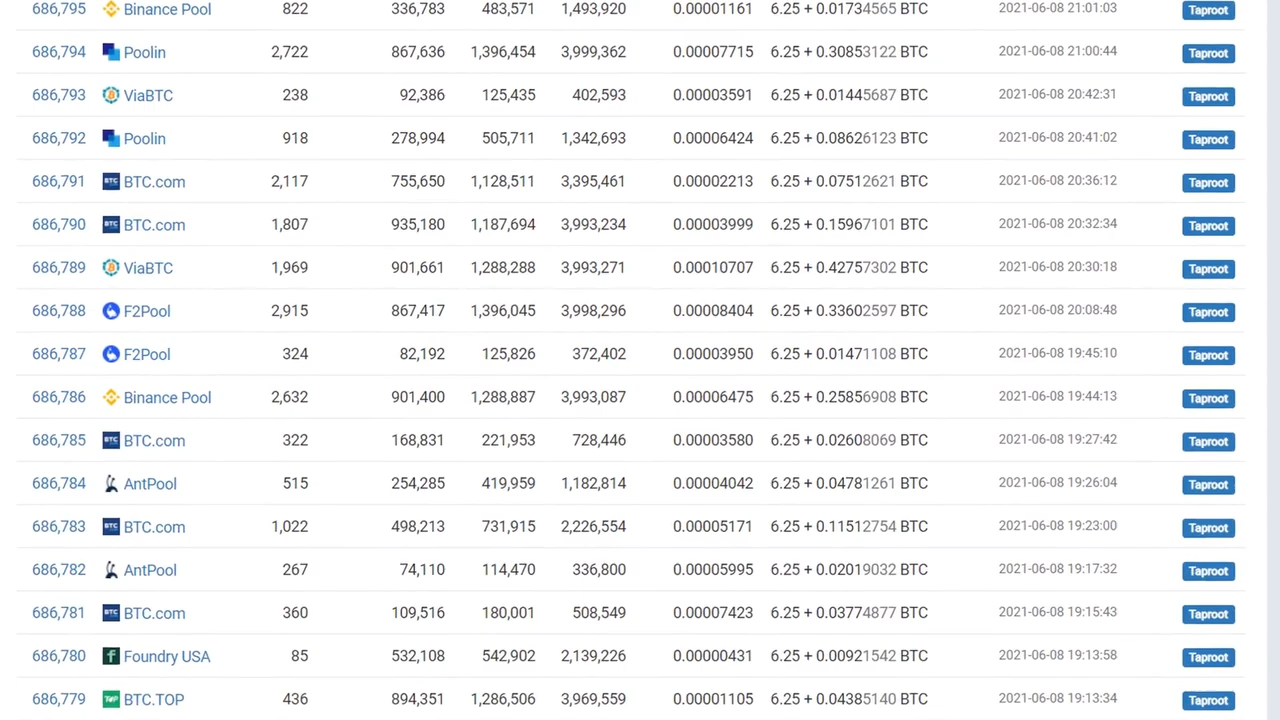 686,795 Binance Pool 822 336,783 483,571 1,493,920 0.00001161 6.25 + 0.01734565 BTC 2021-06-08 21:01:03 Taproot
686,794 Poolin 2,722 867,636 1,396,454 3,999,362 0.00007715 6.25 + 0.30853122 BTC 2021-06-08 21:00:44 Taproot
686,793 ViaBTC 238 92,386 125,435 402,593 0.00003591 6.25 + 0.01445687 BTC 2021-06-08 20:42:31 Taproot
686,792 Poolin 918 278,994 505,711 1,342,693 0.00006424 6.25 + 0.08626123 BTC 2021-06-08 20:41:02 Taproot
686,791 BTC BTC.com 2,117 755,650 1,128,511 3,395,461 0.00002213 6.25 + 0.07512621 BTC 2021-06-08 20:36:12 Taproot
686,790 BTC BTC.com 1,807 935,180 1,187,694 3,993,234 0.00003999 6.25 + 0.15967101 BTC 2021-06-08 20:32:34 Taproot
686,789 ViaBTC 1,969 901,661 1,288,288 3,993,271 0.00010707 6.25 + 0.42757302 BTC 2021-06-08 20:30:18 Taproot
686,788 F2Pool 2,915 867,417 1,396,045 3,998,296 0.00008404 6.25 + 0.33602597 BTC 2021-06-08 20:08:48 Taproot
686,787 F2Pool 324 82,192 125,826 372,402 0.00003950 6.25 + 0.01471108 BTC 2021-06-08 19:45:10 Taproot
686,786 Binance Pool 2,632 901,400 1,288,887 3,993,087 0.00006475 6.25 + 0.25856908 BTC 2021-06-08 19:44:13 Taproot
686,785 BTC BTC.com 322 168,831 221,953 728,446 0.00003580 6.25 + 0.02608069 BTC 2021-06-08 19:27:42 Taproot
686,784 AntPool 515 254,285 419,959 1,182,814 0.00004042 6.25 + 0.04781261 BTC 2021-06-08 19:26:04 Taproot
686,783 BTC BTC.com 1,022 498,213 731,915 2,226,554 0.00005171 6.25 + 0.11512754 BTC 2021-06-08 19:23:00 Taproot
686,782 AntPool 267 74,110 114,470 336,800 0.00005995 6.25 + 0.02019032 BTC 2021-06-08 19:17:32 Taproot
686,781 BTC BTC.com 360 109,516 180,001 508,549 0.00007423 6.25 + 0.03774877 BTC 2021-06-08 19:15:43 Taproot
686,780 f Foundry USA 85 532,108 542,902 2,139,226 0.00000431 6.25 + 0.00921542 BTC 2021-06-08 19:13:58 Taproot
686,779 TOP BTC.TOP 436 894,351 1,286,506 3,969,559 0.00001105 6.25 + 0.04385140 BTC 2021-06-08 19:13:34 Taproot